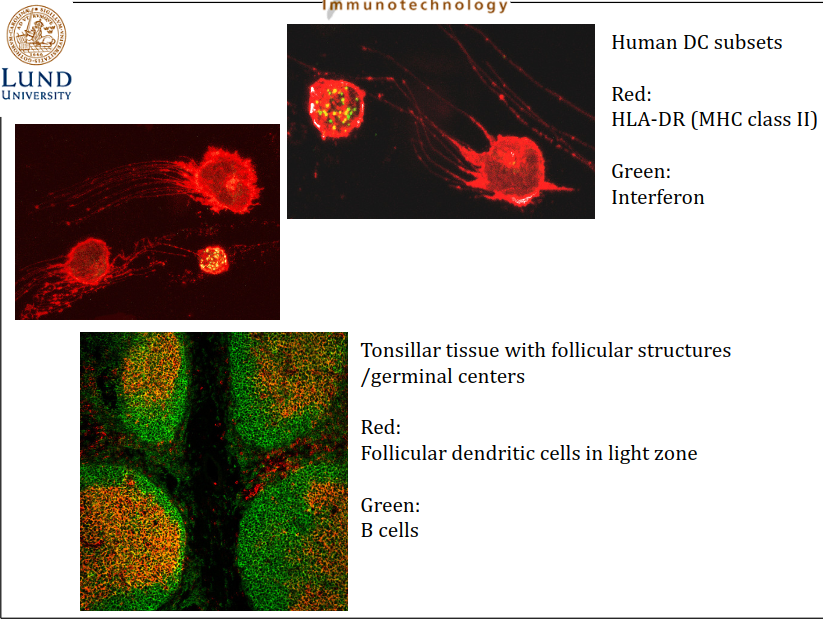 Immunotechnology
LUND
UNIVERSITY
Human DC subsets
Red:
HLA-DR (MHC class II)
Green:
Interferon
Tonsillar tissue with follicular structures
/germinal centers
Red:
Follicular dendritic cells in light zone
Green:
B cells